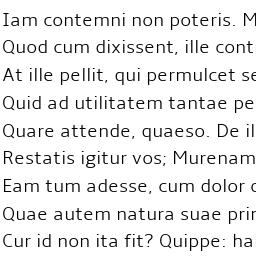 Iam contemni non poteris. M
Quod cum dixissent, ille cont
At ille pellit, qui permulcet se
Quid ad utilitatem tantae pe
Quare attende, quaeso. De il
Restatis igitur vos; Murenam
Eam tum adesse, cum dolor o
Quae autem natura suae prin
Cur id non ita fit? Quippe: ha